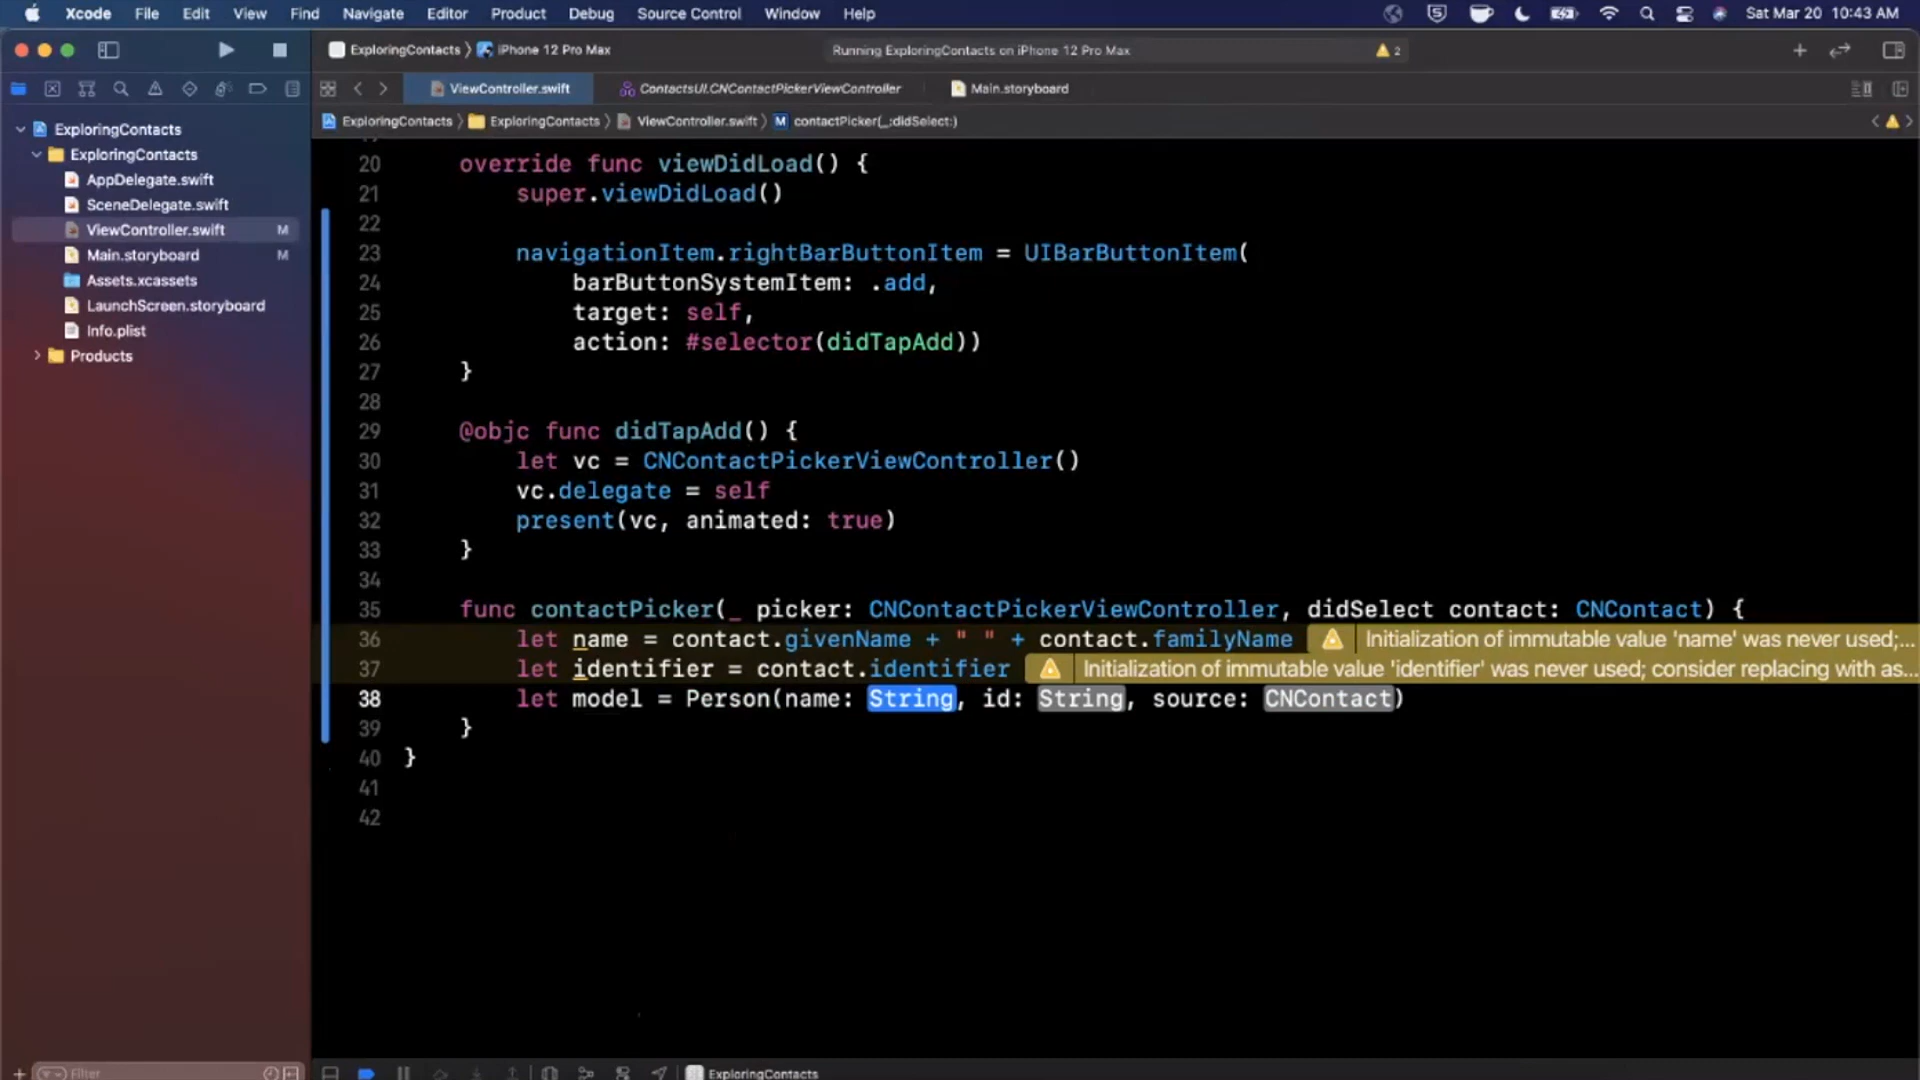 Xcode File Edit View Find Navigate Editor Product Debug Source Control Window Help Sat Mar 20 10:43 AM
ExploringContacts iPhone 12 Pro Max Running ExploringContacts on iPhone 12 Pro Max 2
ViewController.swift ContactsUI.CNContactPickerViewController Main.storyboard
ExploringContacts ExploringContacts ViewController.swift M contactPicker(_:didSelect:)
ExploringContacts
ExploringContacts
AppDelegate.swift
SceneDelegate.swift
ViewController.swift M
Main.storyboard M
Assets.xcassets
LaunchScreen.storyboard
Info.plist
Products
20 override func viewDidLoad() {
21 super.viewDidLoad()
22
23 navigationItem.rightBarButtonItem = UIBarButtonItem(
24 barButtonSystemItem: .add,
25 target: self,
26 action: #selector(didTapAdd))
27 }
28
29 @objc func didTapAdd() {
30 let vc = CNContactPickerViewController()
31 vc.delegate = self
32 present(vc, animated: true)
33 }
34
35 func contactPicker(_ picker: CNContactPickerViewController, didSelect contact: CNContact) {
36 let name = contact.givenName + " " + contact.familyName Initialization of immutable value 'name' was never used;...
37 let identifier = contact.identifier Initialization of immutable value 'identifier' was never used; consider replacing with as...
38 let model = Person(name: String, id: String, source: CNContact)
39 }
40 }
41
42
Filter
ExploringContacts